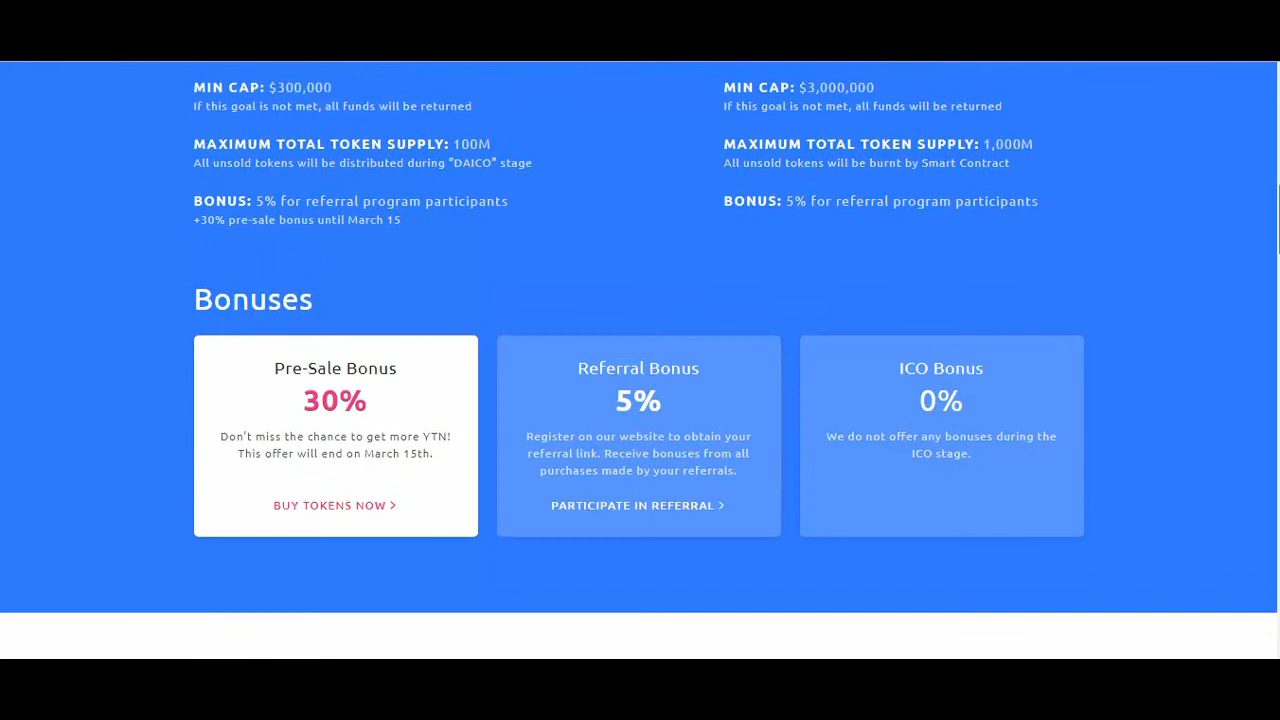 MIN CAP: $300,000
If this goal is not met, all funds will be returned
MAXIMUM TOTAL TOKEN SUPPLY: 100M
All unsold tokens will be distributed during "DAICO" stage
BONUS: 5% for referral program participants
+30% pre-sale bonus until March 15
MIN CAP: $3,000,000
If this goal is not met, all funds will be returned
MAXIMUM TOTAL TOKEN SUPPLY: 1,000M
All unsold tokens will be burnt by Smart Contract
BONUS: 5% for referral program participants
Bonuses
Pre-Sale Bonus
30%
Don't miss the chance to get more YTN!
This offer will end on March 15th.
BUY TOKENS NOW >
Referral Bonus
5%
Register on our website to obtain your
referral link. Receive bonuses from all
purchases made by your referrals.
PARTICIPATE IN REFERRAL >
ICO Bonus
0%
We do not offer any bonuses during the
ICO stage.